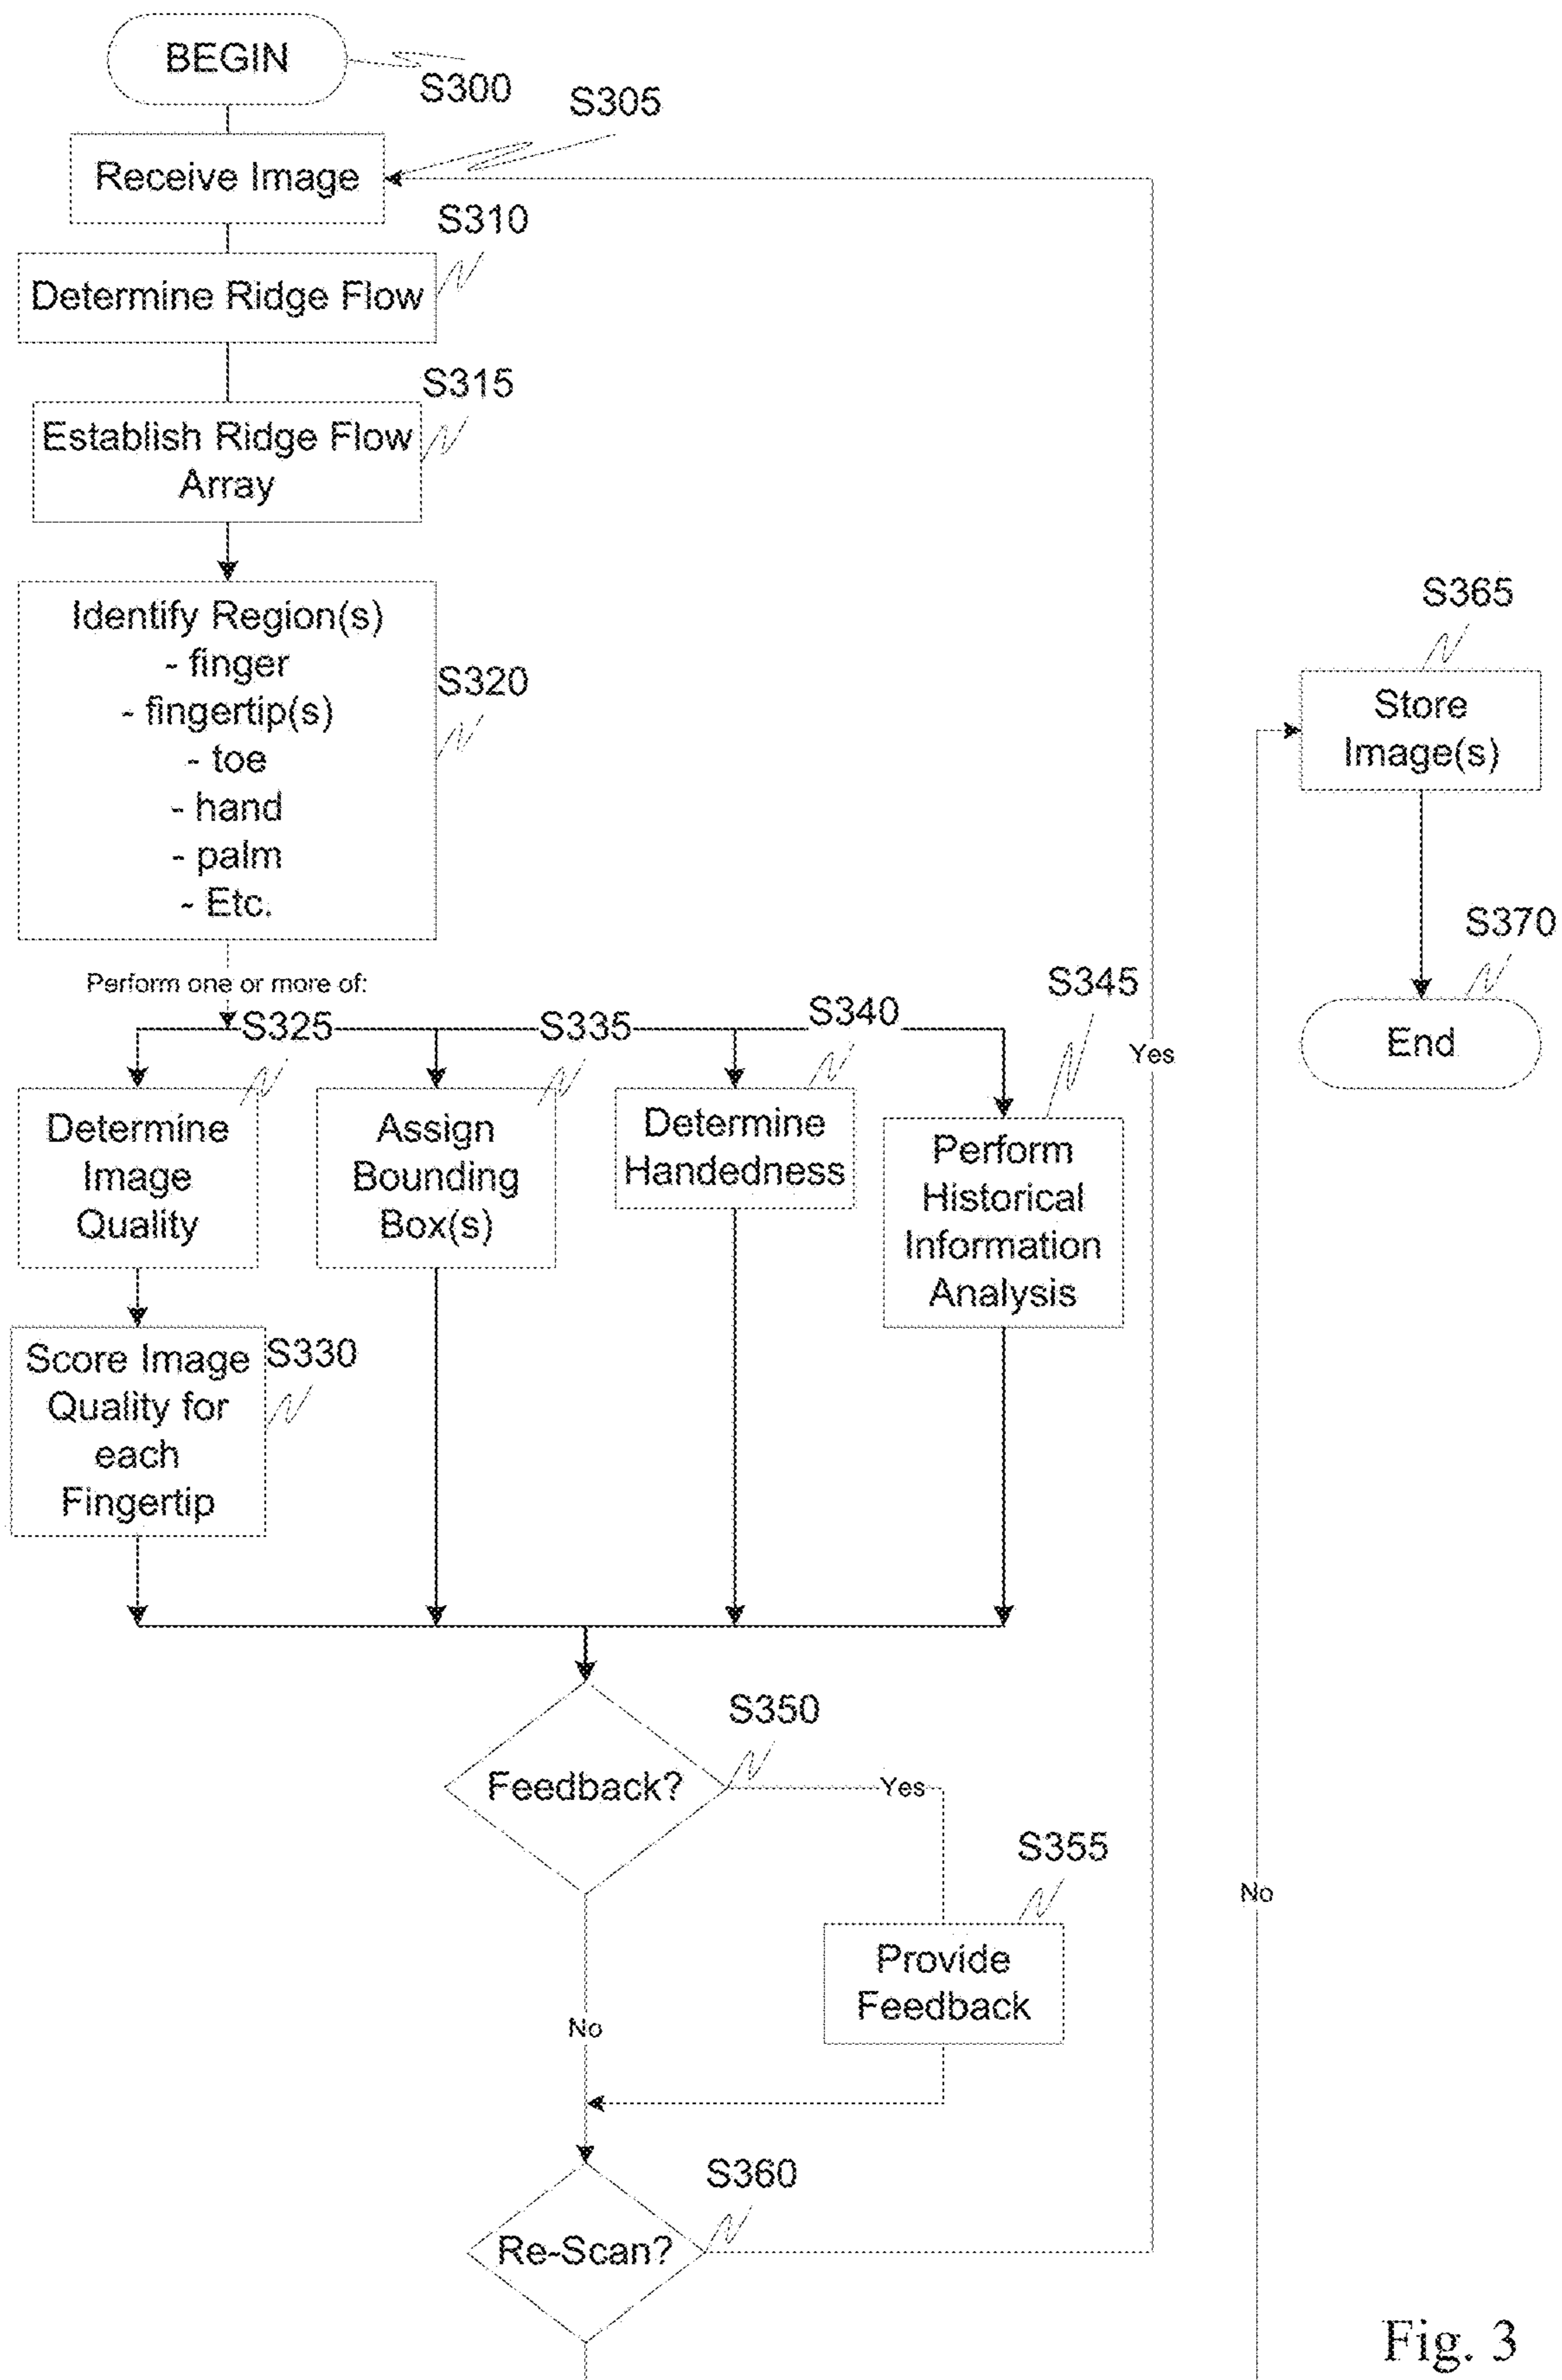 BEGIN
S300
S305
Receive Image
S310
Determine Ridge Flow
S315
Establish Ridge Flow
Array
Identify Region(s)
- finger
- fingertip(s)
- toe
- hand
- palm
- Etc.
S320
Perform one or more of:
S325
S335
S340
S345
Determine
Image
Quality
Assign
Bounding
Box(s)
Determine
Handedness
Perform
Historical
Information
Analysis
Score Image
Quality for
each
Fingertip
S330
Feedback?
S350
Yes
S355
Provide
Feedback
No
S360
Re-Scan?
Yes
No
S365
Store
Image(s)
S370
End
Fig. 3